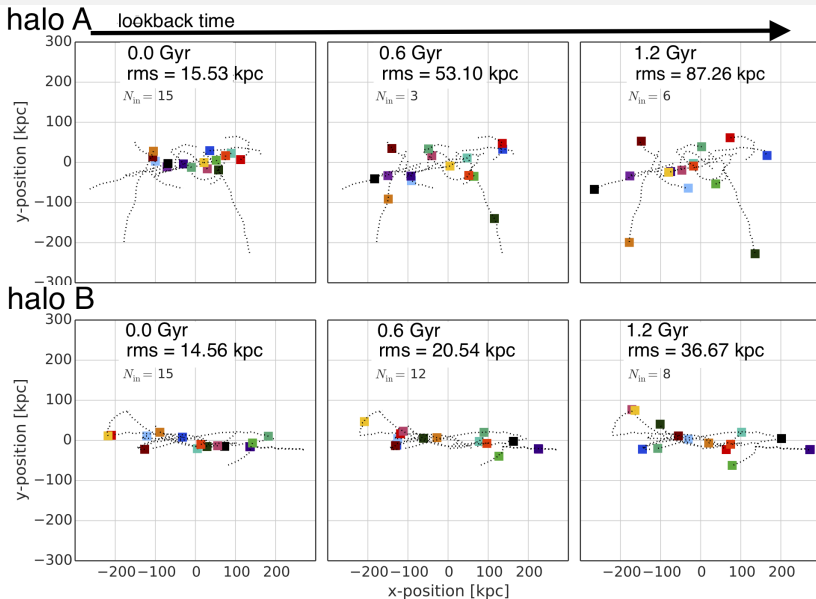 halo A
lookback time
300
200
100
0
−100
−200
−300
y-position [kpc]
0.0 Gyr
rms = 15.53 kpc
N_in = 15
0.6 Gyr
rms = 53.10 kpc
N_in = 3
1.2 Gyr
rms = 87.26 kpc
N_in = 6
halo B
300
200
100
0
−100
−200
−300
y-position [kpc]
0.0 Gyr
rms = 14.56 kpc
N_in = 15
0.6 Gyr
rms = 20.54 kpc
N_in = 12
1.2 Gyr
rms = 36.67 kpc
N_in = 8
−200 −100 0 100 200
−200 −100 0 100 200
−200 −100 0 100 200
x-position [kpc]